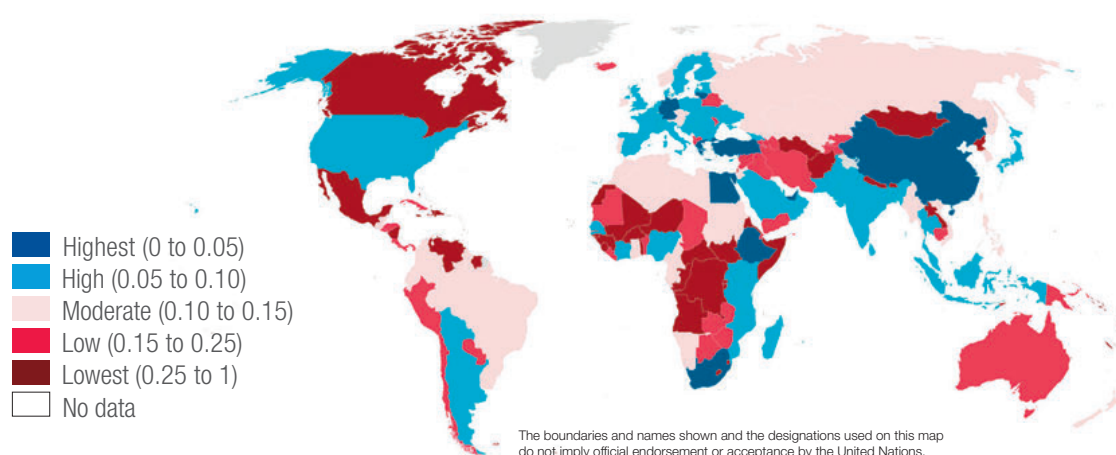 Highest (0 to 0.05)
High (0.05 to 0.10)
Moderate (0.10 to 0.15)
Low (0.15 to 0.25)
Lowest (0.25 to 1)
No data
The boundaries and names shown and the designations used on this map
do not imply official endorsement or acceptance by the United Nations.